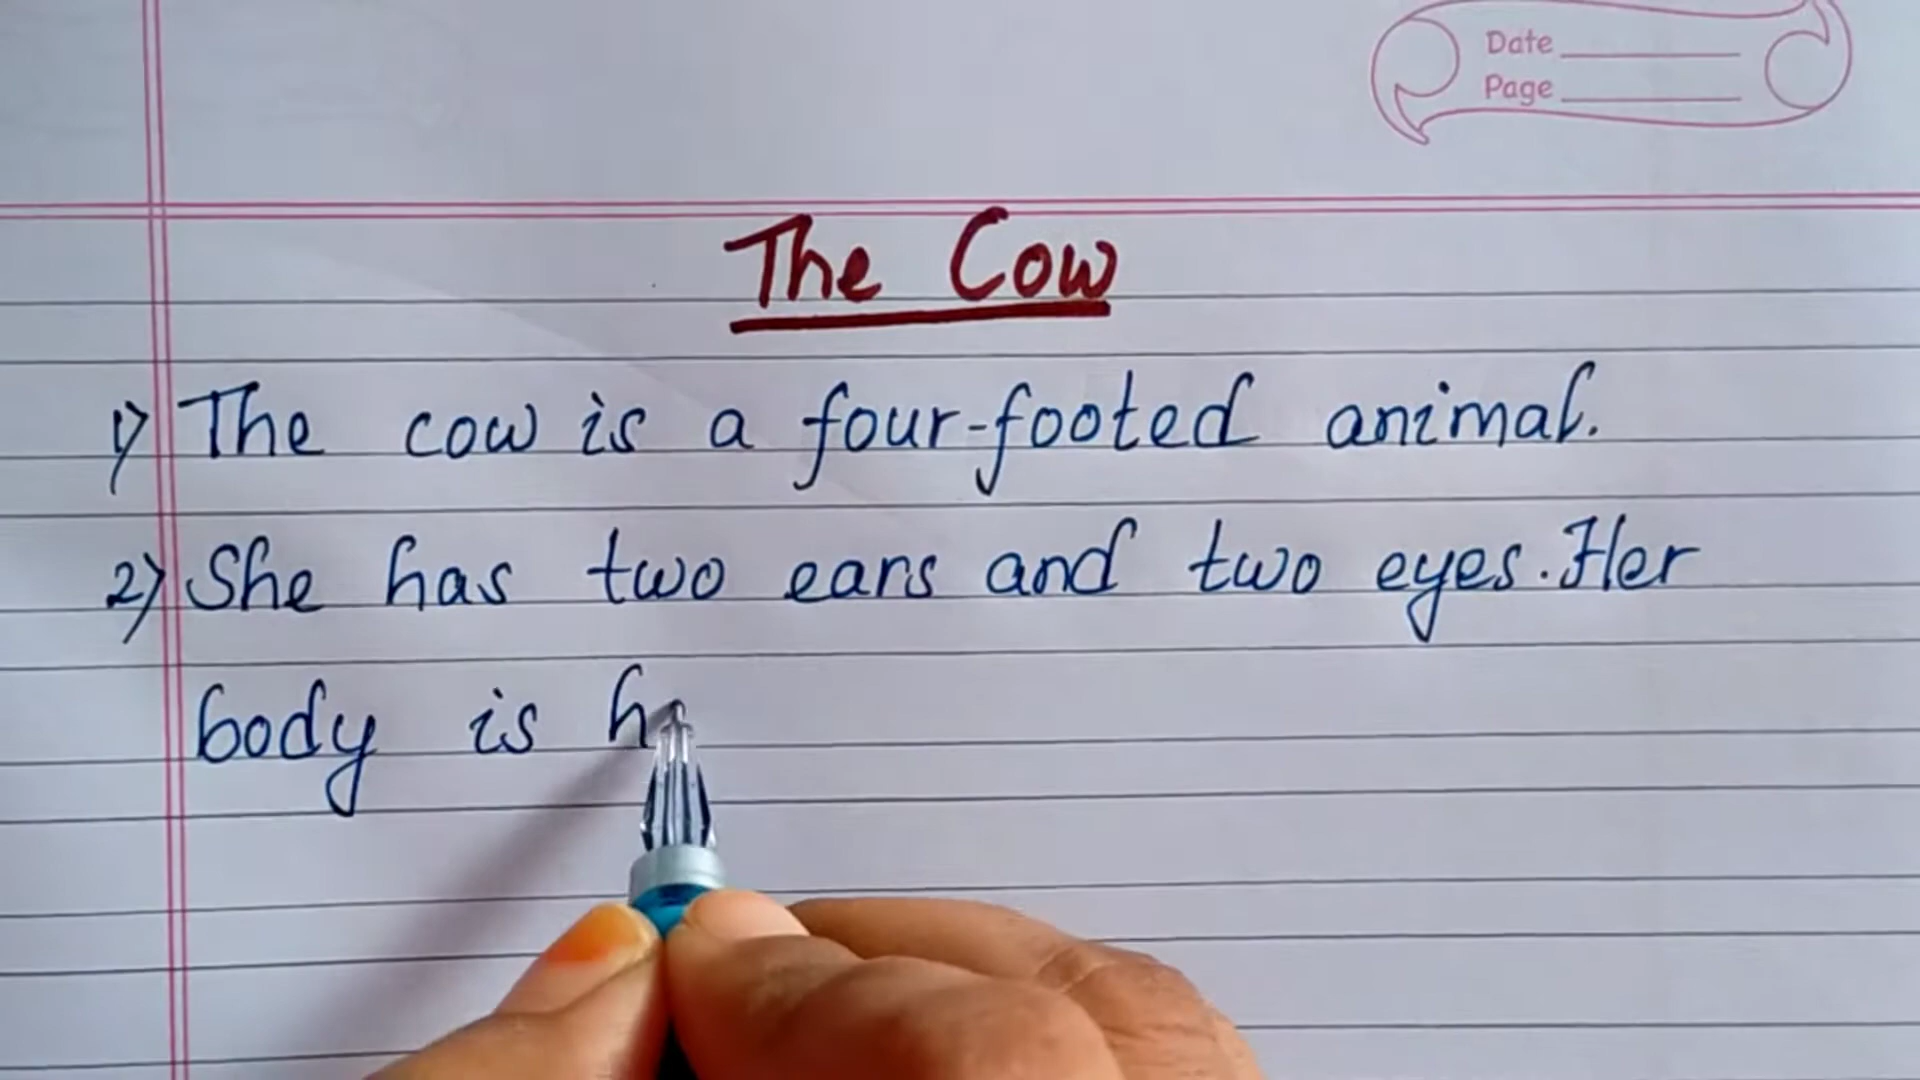 Date
Page
The Cow
1) The cow is a four-footed animal.
2) She has two ears and two eyes. Her
body is h